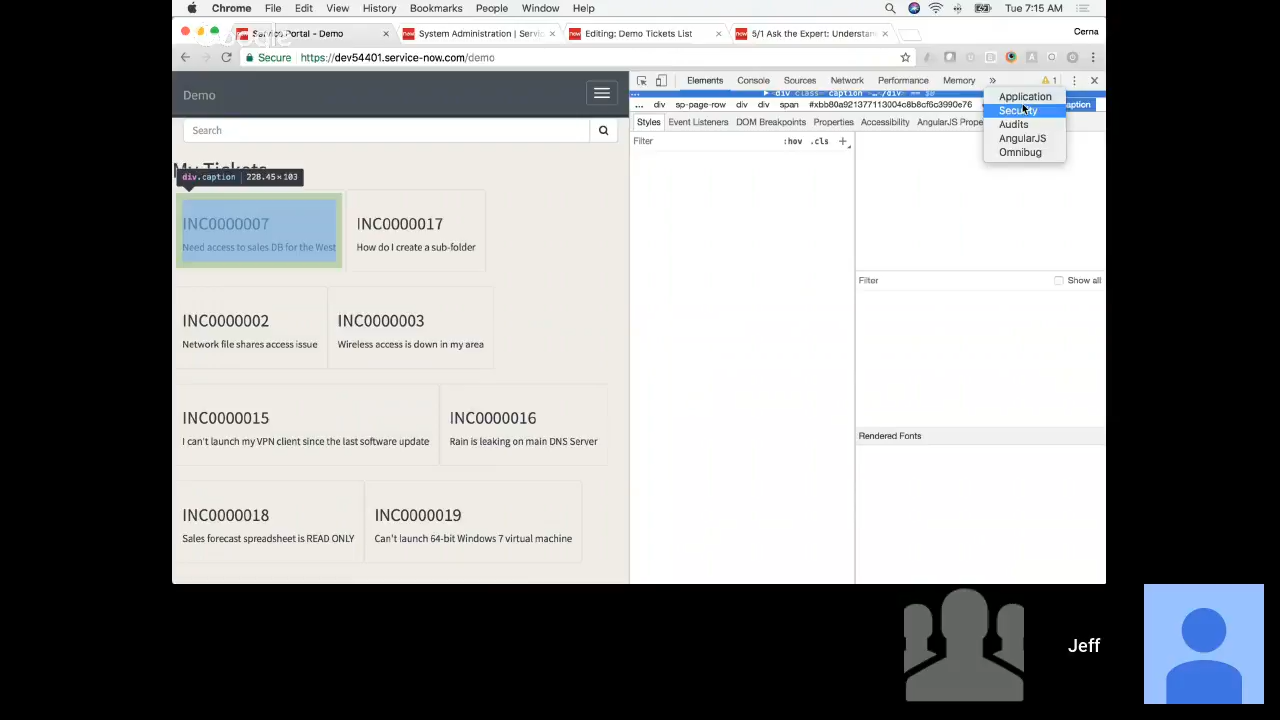 Chrome File Edit View History Bookmarks People Window Help Tue 7:15 AM
Service Portal - Demo × System Administration | Servic × Editing: Demo Tickets List × 5/1 Ask the Expert: Understan × Cerna
Secure https://dev54401.service-now.com/demo
Demo
Search
My Tickets
div.caption 228.45×103
INC0000007 INC0000017
Need access to sales DB for the West How do I create a sub-folder
INC0000002 INC0000003
Network file shares access issue Wireless access is down in my area
INC0000015 INC0000016
I can't launch my VPN client since the last software update Rain is leaking on main DNS Server
INC0000018 INC0000019
Sales forecast spreadsheet is READ ONLY Can't launch 64-bit Windows 7 virtual machine
Elements Console Sources Network Performance Memory » 1
... div sp-page-row div div span #xbb80a921377113004c8b8cf6c3990e76
Styles Event Listeners DOM Breakpoints Properties Accessibility AngularJS Prope
Filter :hov .cls +
Application
Security
Audits
AngularJS
Omnibug
Filter Show all
Rendered Fonts
Jeff